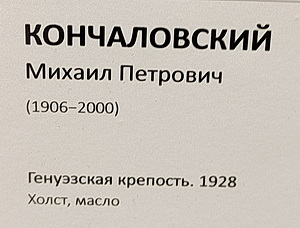 КОНЧАЛОВСКИЙ
Михаил Петрович
(1906–2000)
Генуэзская крепость. 1928
Холст, масло